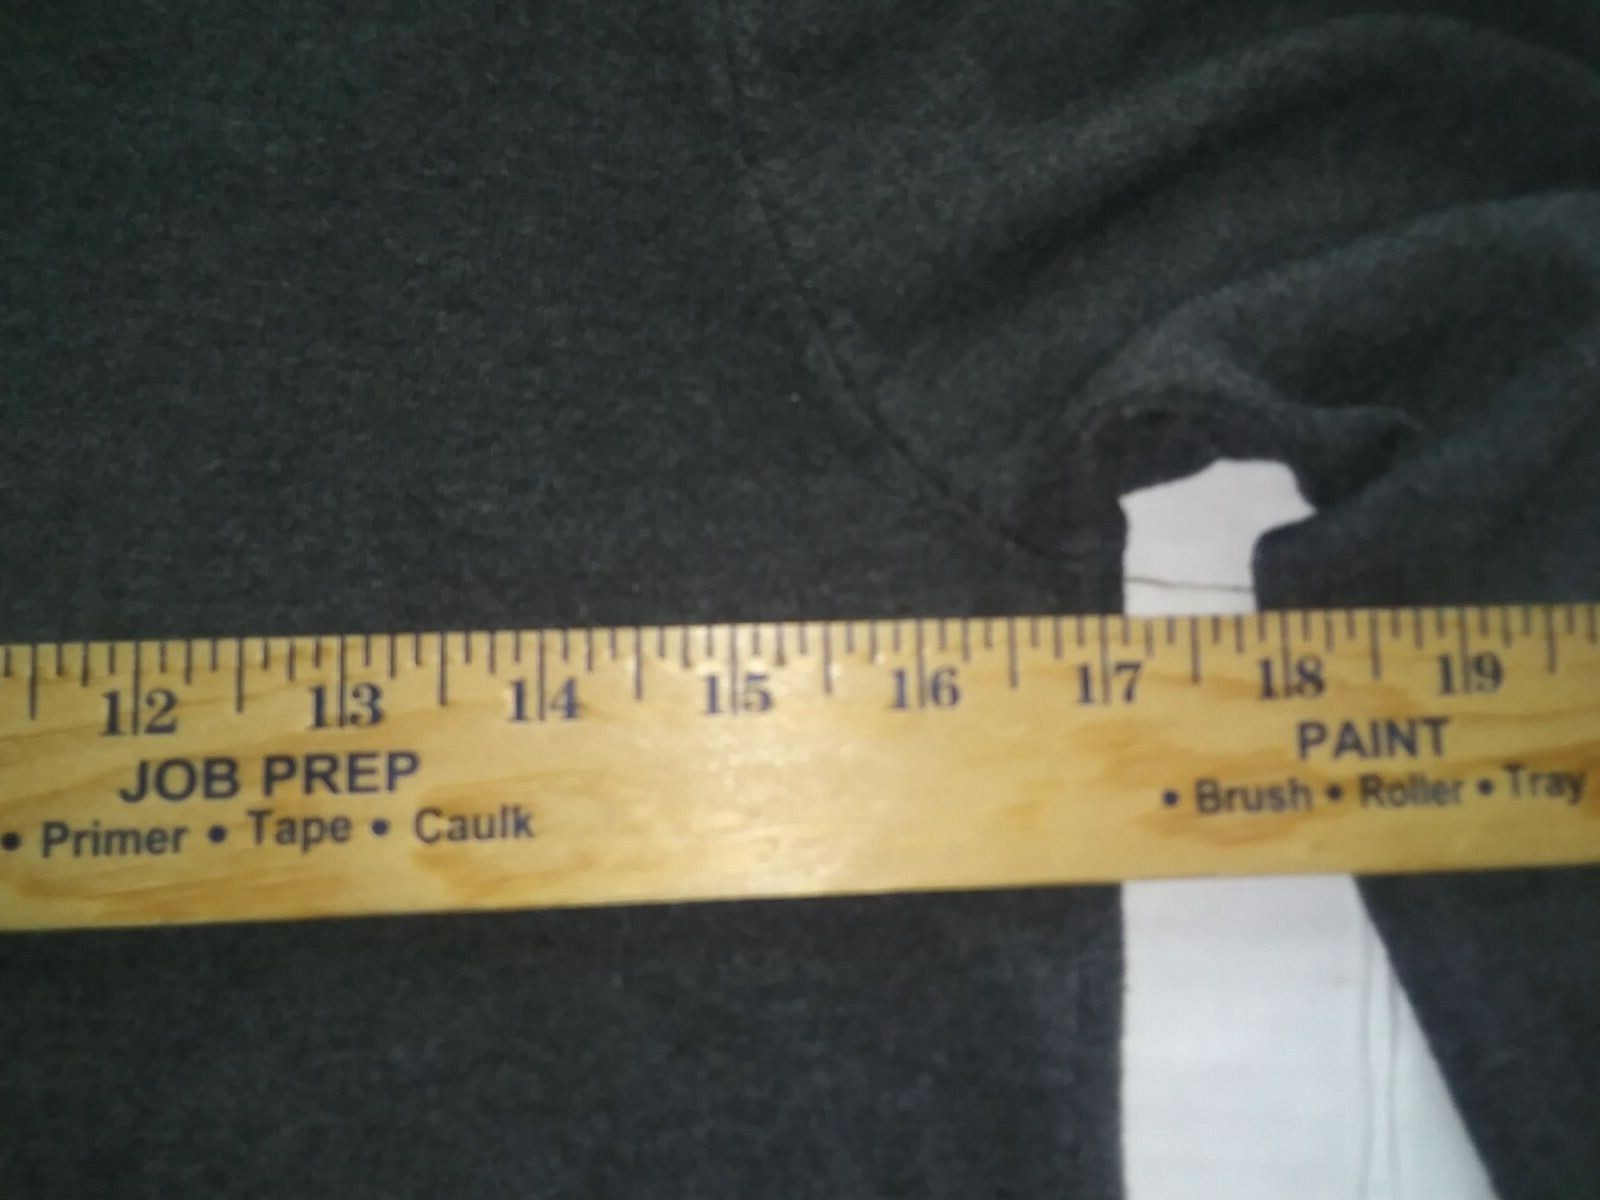 12 13 14 15 16 17 18 19
JOB PREP
• Primer • Tape • Caulk
PAINT
• Brush • Roller • Tray